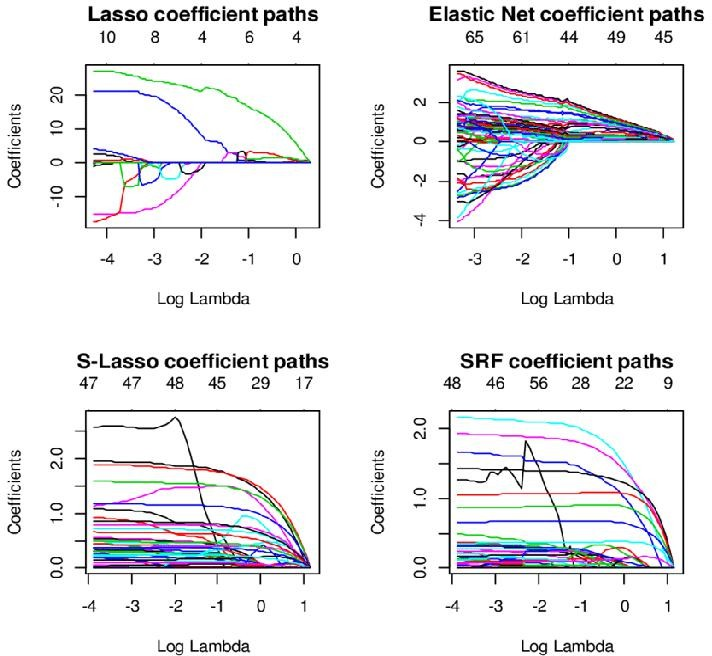 Lasso coefficient paths
10 8 4 6 4
Coefficients
20
10
0
-10
-4 -3 -2 -1 0
Log Lambda
Elastic Net coefficient paths
65 61 44 49 45
Coefficients
2
0
-2
-4
-3 -2 -1 0 1
Log Lambda
S-Lasso coefficient paths
47 47 48 45 29 17
Coefficients
2.0
1.0
0.0
-4 -3 -2 -1 0 1
Log Lambda
SRF coefficient paths
48 46 56 28 22 9
Coefficients
2.0
1.0
0.0
-4 -3 -2 -1 0 1
Log Lambda